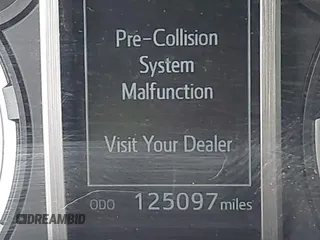 Pre-Collision
System
Malfunction
Visit Your Dealer
ODO 125097 miles
DREAMBID